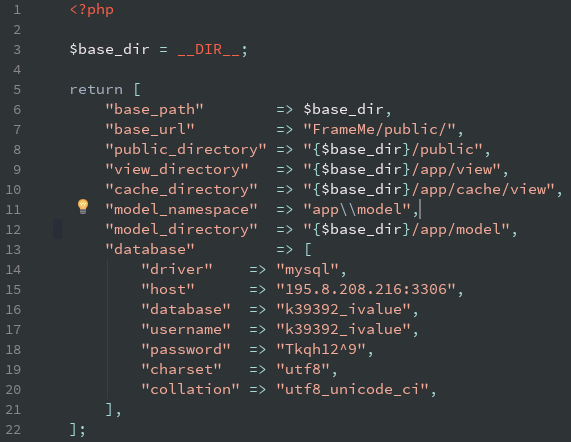 1 <?php
2
3 $base_dir = __DIR__;
4
5 return [
6 "base_path" => $base_dir,
7 "base_url" => "FrameMe/public/",
8 "public_directory" => "{$base_dir}/public",
9 "view_directory" => "{$base_dir}/app/view",
10 "cache_directory" => "{$base_dir}/app/cache/view",
11 "model_namespace" => "app\\model",
12 "model_directory" => "{$base_dir}/app/model",
13 "database" => [
14 "driver" => "mysql",
15 "host" => "195.8.208.216:3306",
16 "database" => "k39392_ivalue",
17 "username" => "k39392_ivalue",
18 "password" => "Tkqh12^9",
19 "charset" => "utf8",
20 "collation" => "utf8_unicode_ci",
21 ],
22 ];